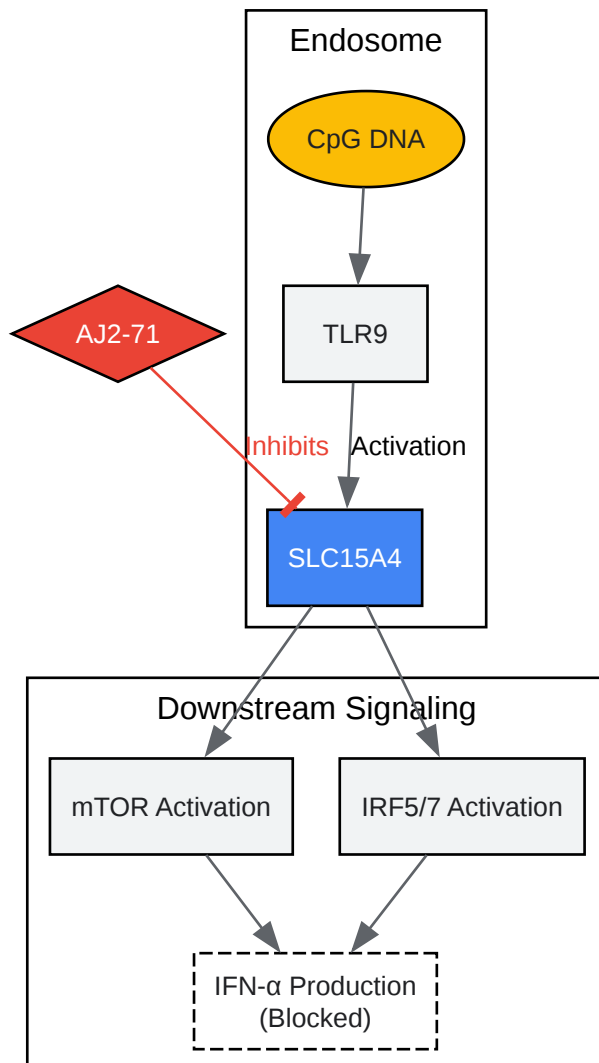 Endosome
CpG DNA
AJ2-71
TLR9
Inhibits
Activation
SLC15A4
Downstream Signaling
mTOR Activation
IRF5/7 Activation
IFN-α Production
(Blocked)